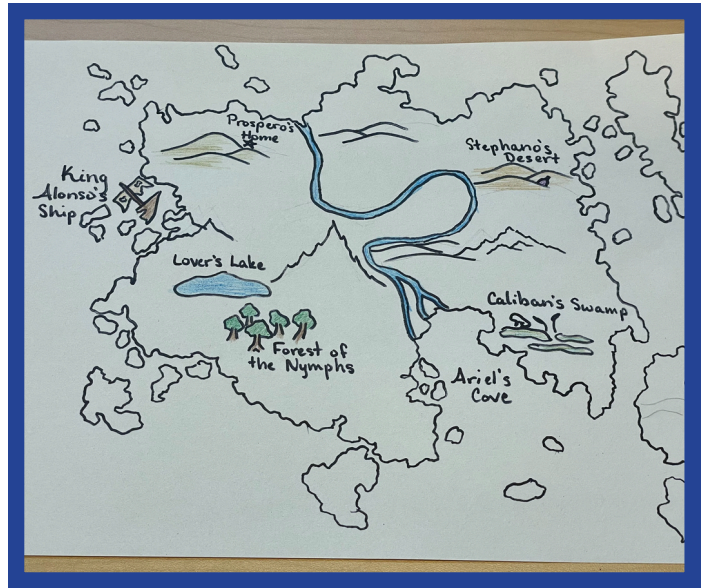 Prospero's
Home
Stephano's
Desert
King
Alonso's
Ship
Lover's Lake
Caliban's Swamp
Forest of
the Nymphs
Ariel's
Cove